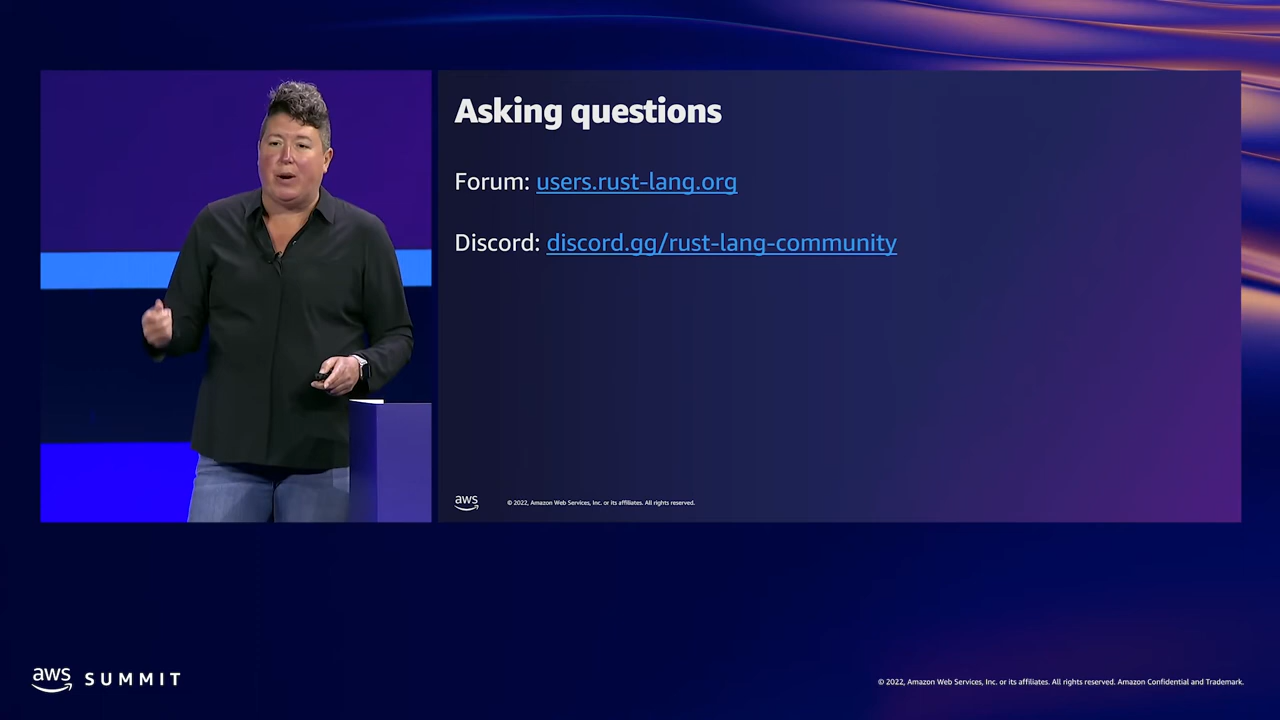 Asking questions
Forum: users.rust-lang.org
Discord: discord.gg/rust-lang-community
aws
© 2022, Amazon Web Services, Inc. or its affiliates. All rights reserved.
aws SUMMIT
© 2022, Amazon Web Services, Inc. or its affiliates. All rights reserved. Amazon Confidential and Trademark.